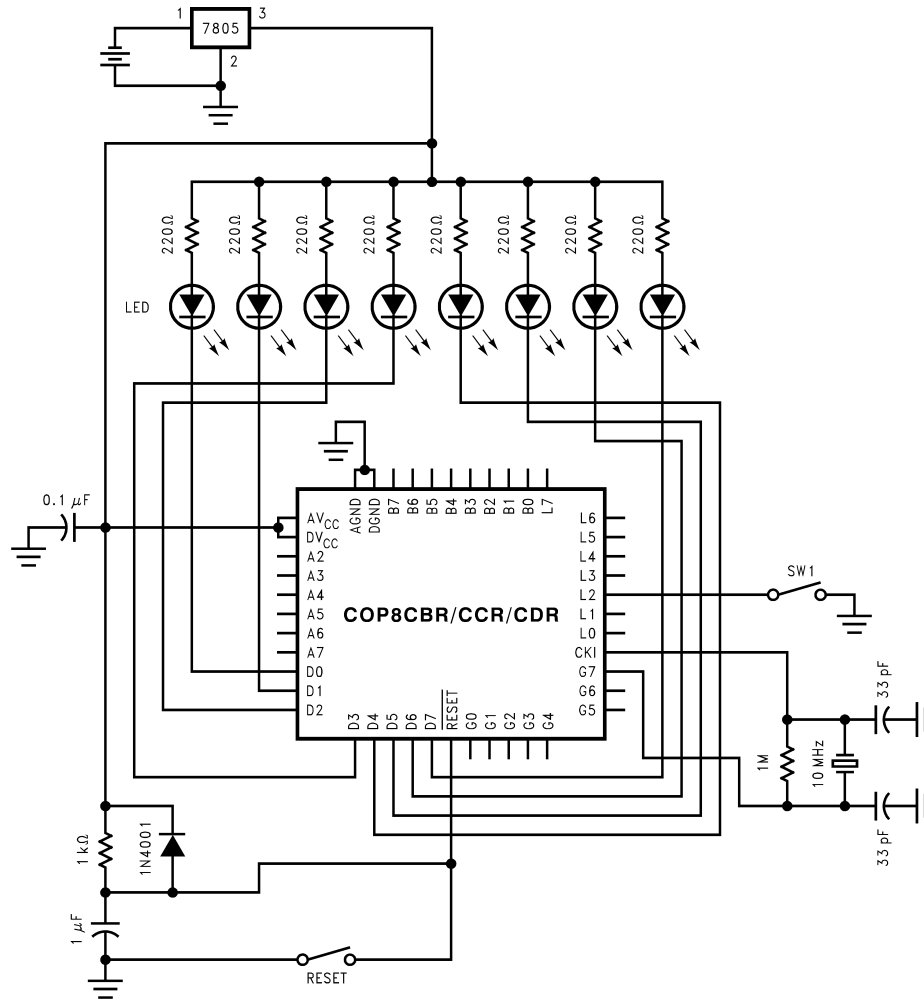 1 7805 3
2
220Ω 220Ω 220Ω 220Ω 220Ω 220Ω 220Ω 220Ω
LED
0.1 µF
AGND DGND B7 B6 B5 B4 B3 B2 B1 B0 L7
AVCC
DVCC
A2
A3
A4
A5
A6
A7
D0
D1
D2
COP8CBR/CCR/CDR
L6
L5
L4
L3
L2
L1
L0
CKI
G7
G6
G5
D3 D4 D5 D6 D7 RESET G0 G1 G2 G3 G4
SW1
33 pF
1M
10 MHz
33 pF
1 kΩ
1N4001
1 µF
RESET